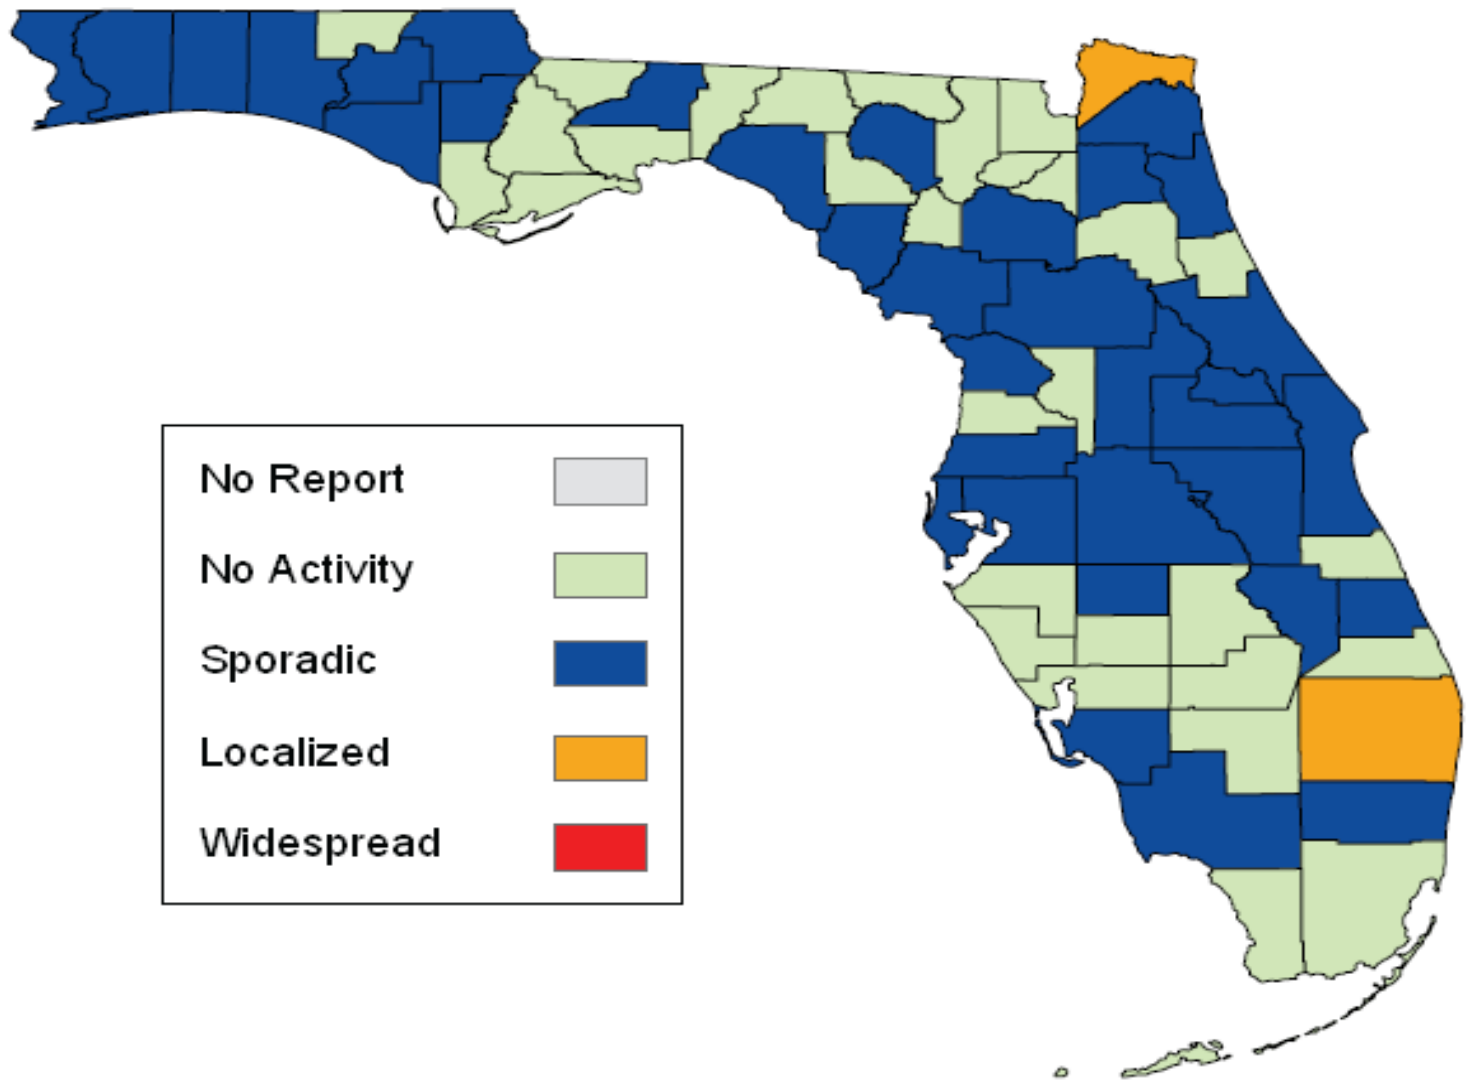 No Report
No Activity
Sporadic
Localized
Widespread